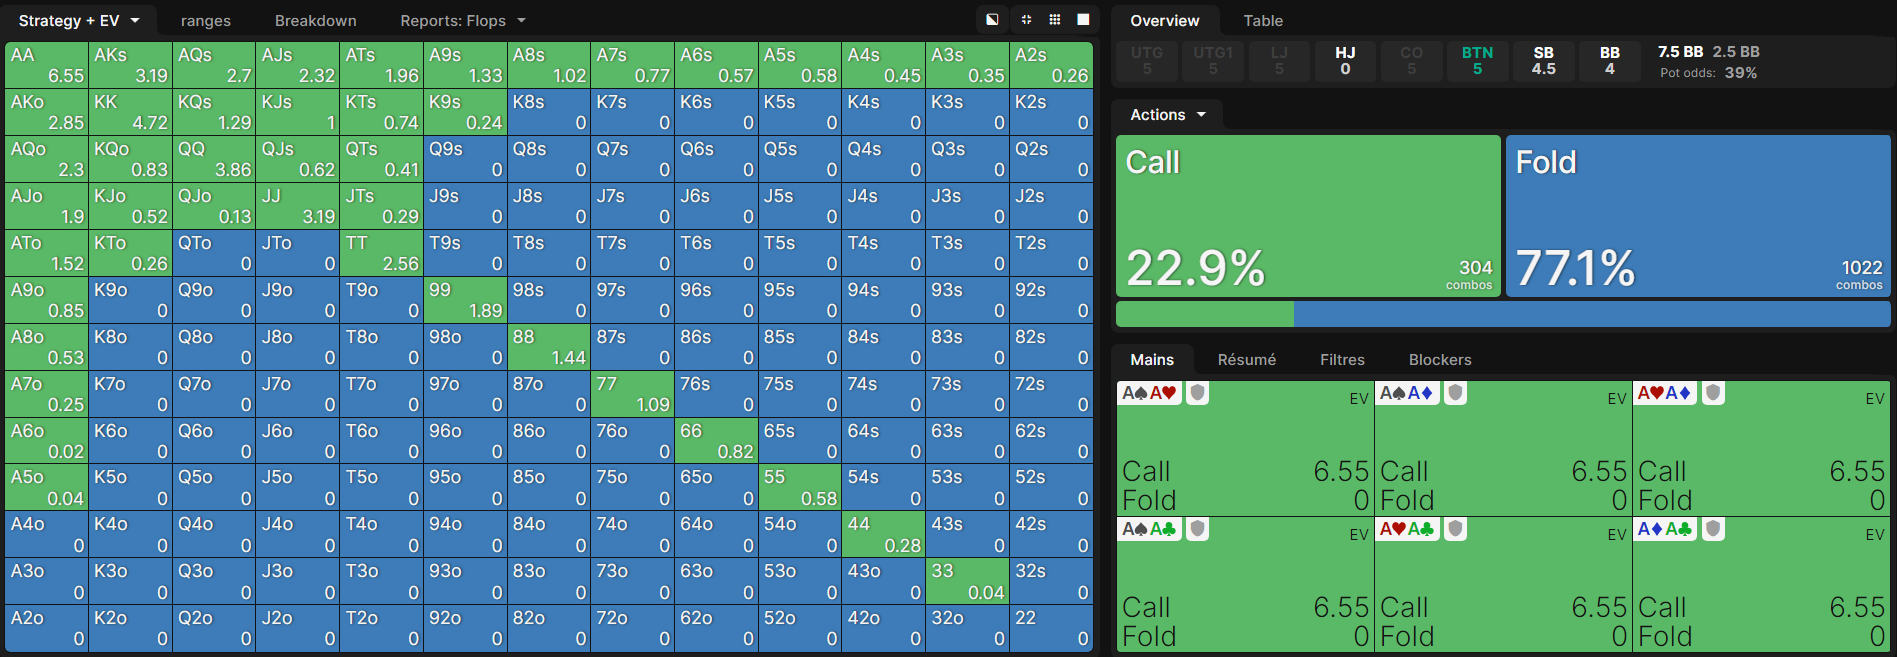 Strategy + EV ranges Breakdown Reports: Flops
AA AKs AQs AJs ATs A9s A8s A7s A6s A5s A4s A3s A2s
6.55 3.19 2.7 2.32 1.96 1.33 1.02 0.77 0.57 0.58 0.45 0.35 0.26
AKo KK KQs KJs KTs K9s K8s K7s K6s K5s K4s K3s K2s
2.85 4.72 1.29 1 0.74 0.24 0 0 0 0 0 0 0
AQo KQo QQ QJs QTs Q9s Q8s Q7s Q6s Q5s Q4s Q3s Q2s
2.3 0.83 3.86 0.62 0.41 0 0 0 0 0 0 0 0
AJo KJo QJo JJ JTs J9s J8s J7s J6s J5s J4s J3s J2s
1.9 0.52 0.13 3.19 0.29 0 0 0 0 0 0 0 0
ATo KTo QTo JTo TT T9s T8s T7s T6s T5s T4s T3s T2s
1.52 0.26 0 0 2.56 0 0 0 0 0 0 0 0
A9o K9o Q9o J9o T9o 99 98s 97s 96s 95s 94s 93s 92s
0.85 0 0 0 0 1.89 0 0 0 0 0 0 0
A8o K8o Q8o J8o T8o 98o 88 87s 86s 85s 84s 83s 82s
0.53 0 0 0 0 0 1.44 0 0 0 0 0 0
A7o K7o Q7o J7o T7o 97o 87o 77 76s 75s 74s 73s 72s
0.25 0 0 0 0 0 0 1.09 0 0 0 0 0
A6o K6o Q6o J6o T6o 96o 86o 76o 66 65s 64s 63s 62s
0.02 0 0 0 0 0 0 0 0.82 0 0 0 0
A5o K5o Q5o J5o T5o 95o 85o 75o 65o 55 54s 53s 52s
0.04 0 0 0 0 0 0 0 0 0.58 0 0 0
A4o K4o Q4o J4o T4o 94o 84o 74o 64o 54o 44 43s 42s
0 0 0 0 0 0 0 0 0 0 0.28 0 0
A3o K3o Q3o J3o T3o 93o 83o 73o 63o 53o 43o 33 32s
0 0 0 0 0 0 0 0 0 0 0 0.04 0
A2o K2o Q2o J2o T2o 92o 82o 72o 62o 52o 42o 32o 22
0 0 0 0 0 0 0 0 0 0 0 0 0
Overview Table
UTG UTG1 LJ HJ CO BTN SB BB 7.5 BB 2.5 BB
5 5 5 0 5 5 4.5 4 Pot odds: 39%
Actions
Call Fold
22.9% 304 combos 77.1% 1022 combos
Mains Résumé Filtres Blockers
A♠A♥ EV A♠A♦ EV A♥A♦ EV
Call 6.55 Call 6.55 Call 6.55
Fold 0 Fold 0 Fold 0
A♠A♣ EV A♥A♣ EV A♦A♣ EV
Call 6.55 Call 6.55 Call 6.55
Fold 0 Fold 0 Fold 0